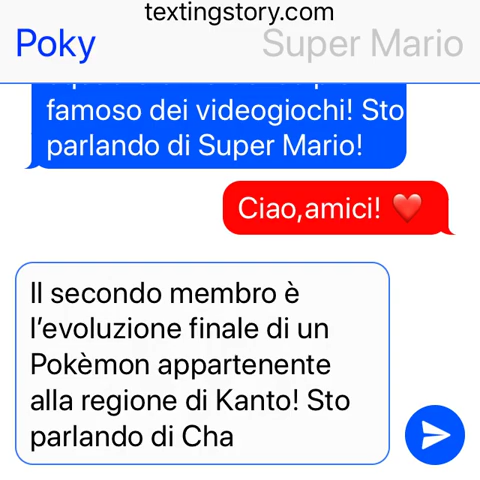 textingstory.com
Poky
Super Mario
famoso dei videogiochi! Sto
parlando di Super Mario!
Ciao,amici! ❤️
Il secondo membro è
l’evoluzione finale di un
Pokèmon appartenente
alla regione di Kanto! Sto
parlando di Cha